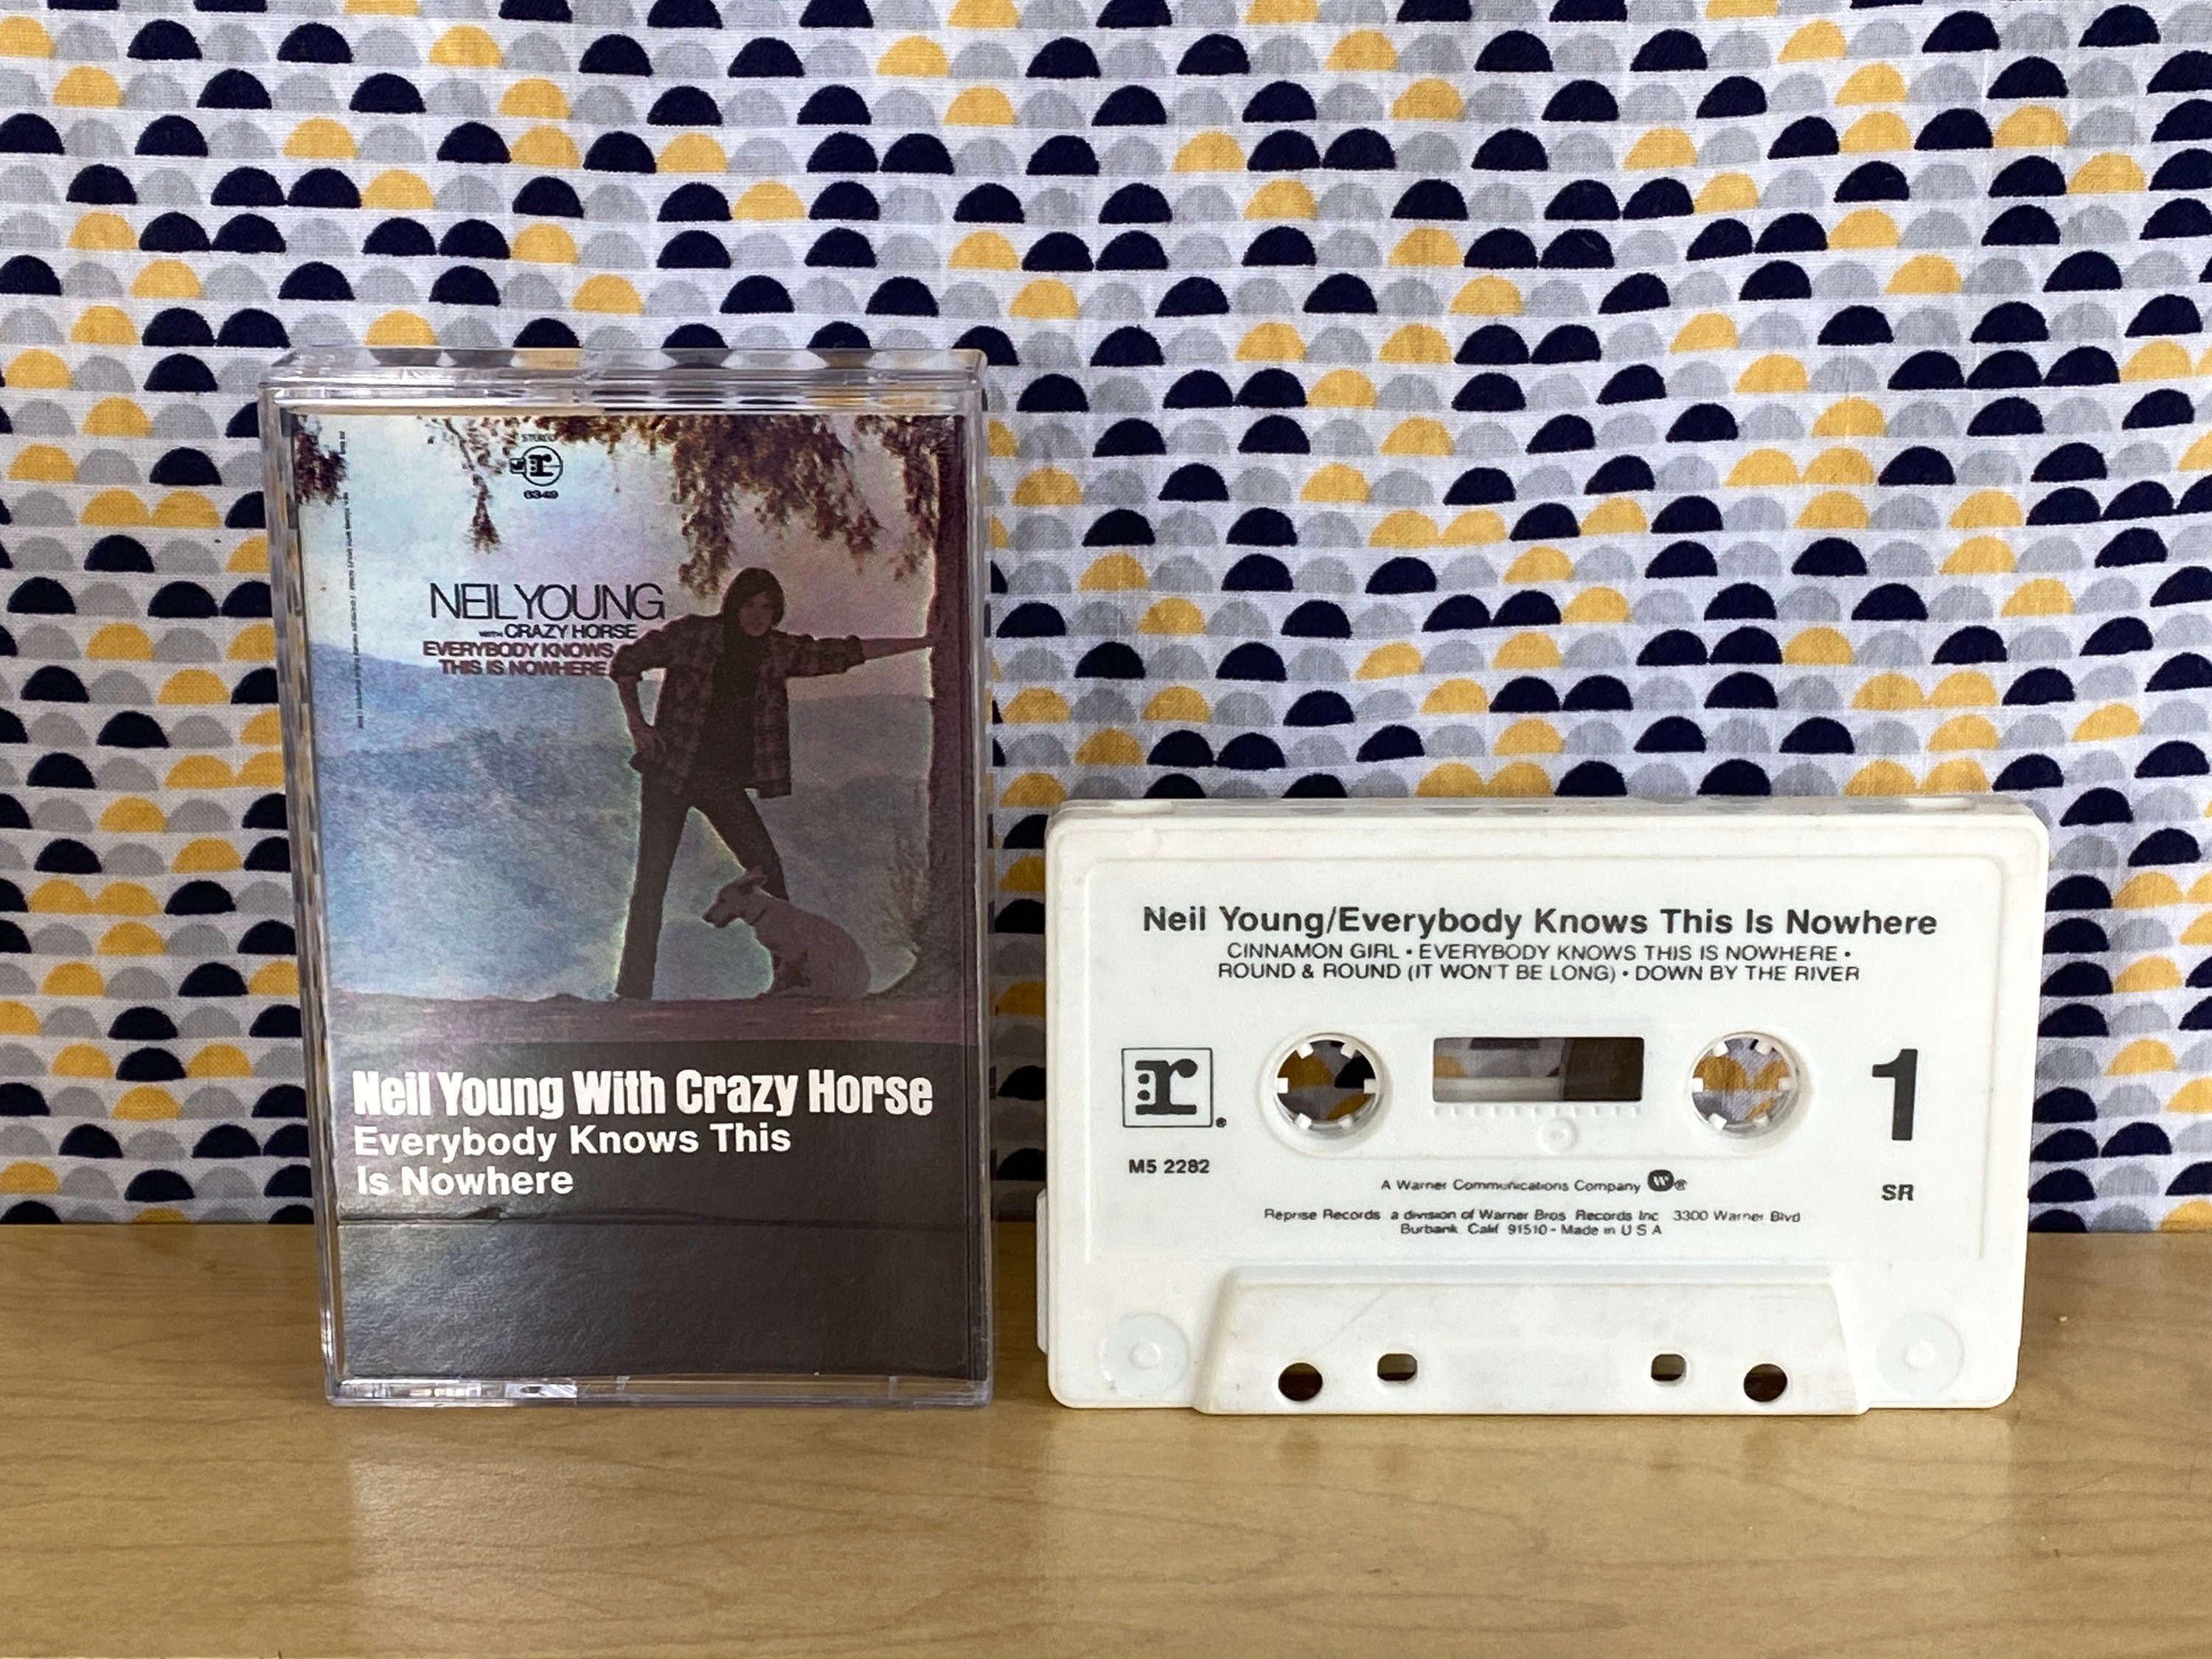 STEREO
NEIL YOUNG
WITH CRAZY HORSE
EVERYBODY KNOWS
THIS IS NOWHERE
Neil Young With Crazy Horse
Everybody Knows This
Is Nowhere
Neil Young/Everybody Knows This Is Nowhere
CINNAMON GIRL • EVERYBODY KNOWS THIS IS NOWHERE •
ROUND & ROUND (IT WON'T BE LONG) • DOWN BY THE RIVER
r®
1
M5 2282
SR
A Warner Communications Company ®
Reprise Records a division of Warner Bros Records Inc 3300 Warner Blvd
Burbank Calif 91510 - Made in U S A